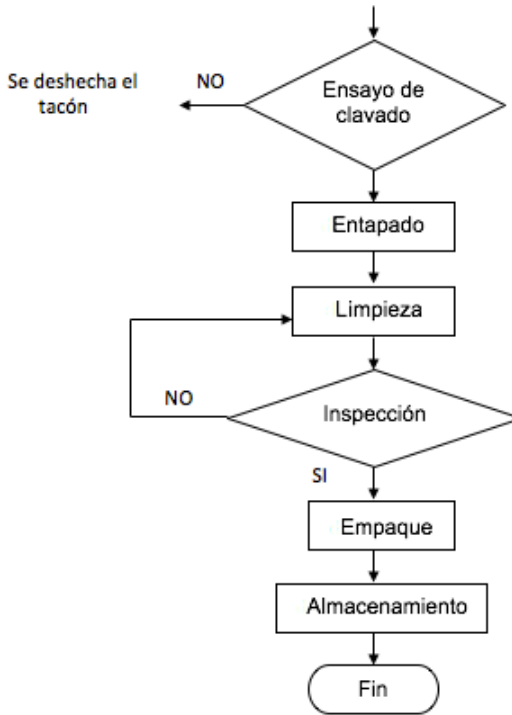 Se deshecha el
tacón
NO
Ensayo de
clavado
Entapado
Limpieza
NO
Inspección
SI
Empaque
Almacenamiento
Fin